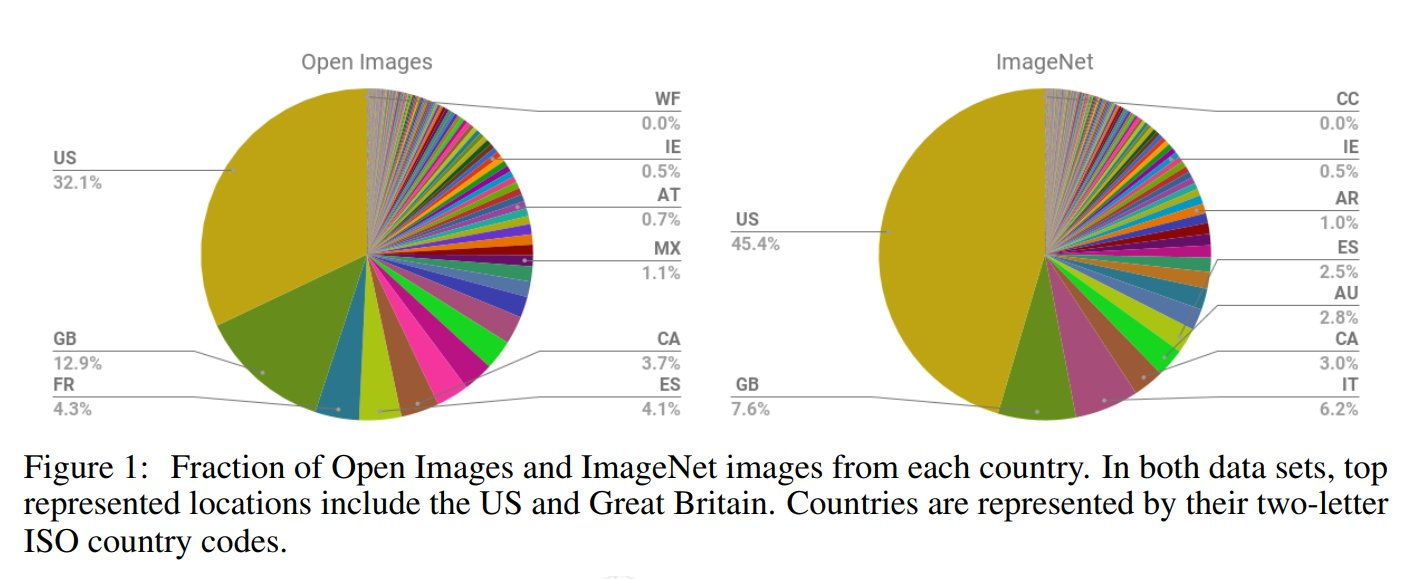 Open Images
WF
0.0%
IE
0.5%
AT
0.7%
MX
1.1%
CA
3.7%
ES
4.1%
US
32.1%
GB
12.9%
FR
4.3%
ImageNet
CC
0.0%
IE
0.5%
AR
1.0%
ES
2.5%
AU
2.8%
CA
3.0%
IT
6.2%
US
45.4%
GB
7.6%
Figure 1: Fraction of Open Images and ImageNet images from each country. In both data sets, top
represented locations include the US and Great Britain. Countries are represented by their two-letter
ISO country codes.